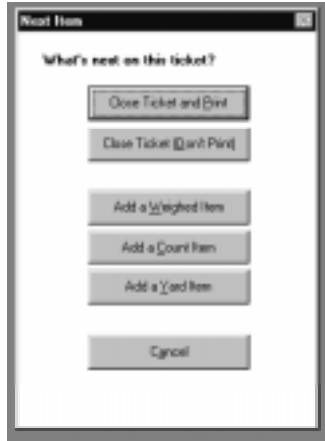 Next Item
What's next on this ticket?
Close Ticket and Print
Close Ticket (Don't Print)
Add a Weighed Item
Add a Count Item
Add a Yard Item
Cancel